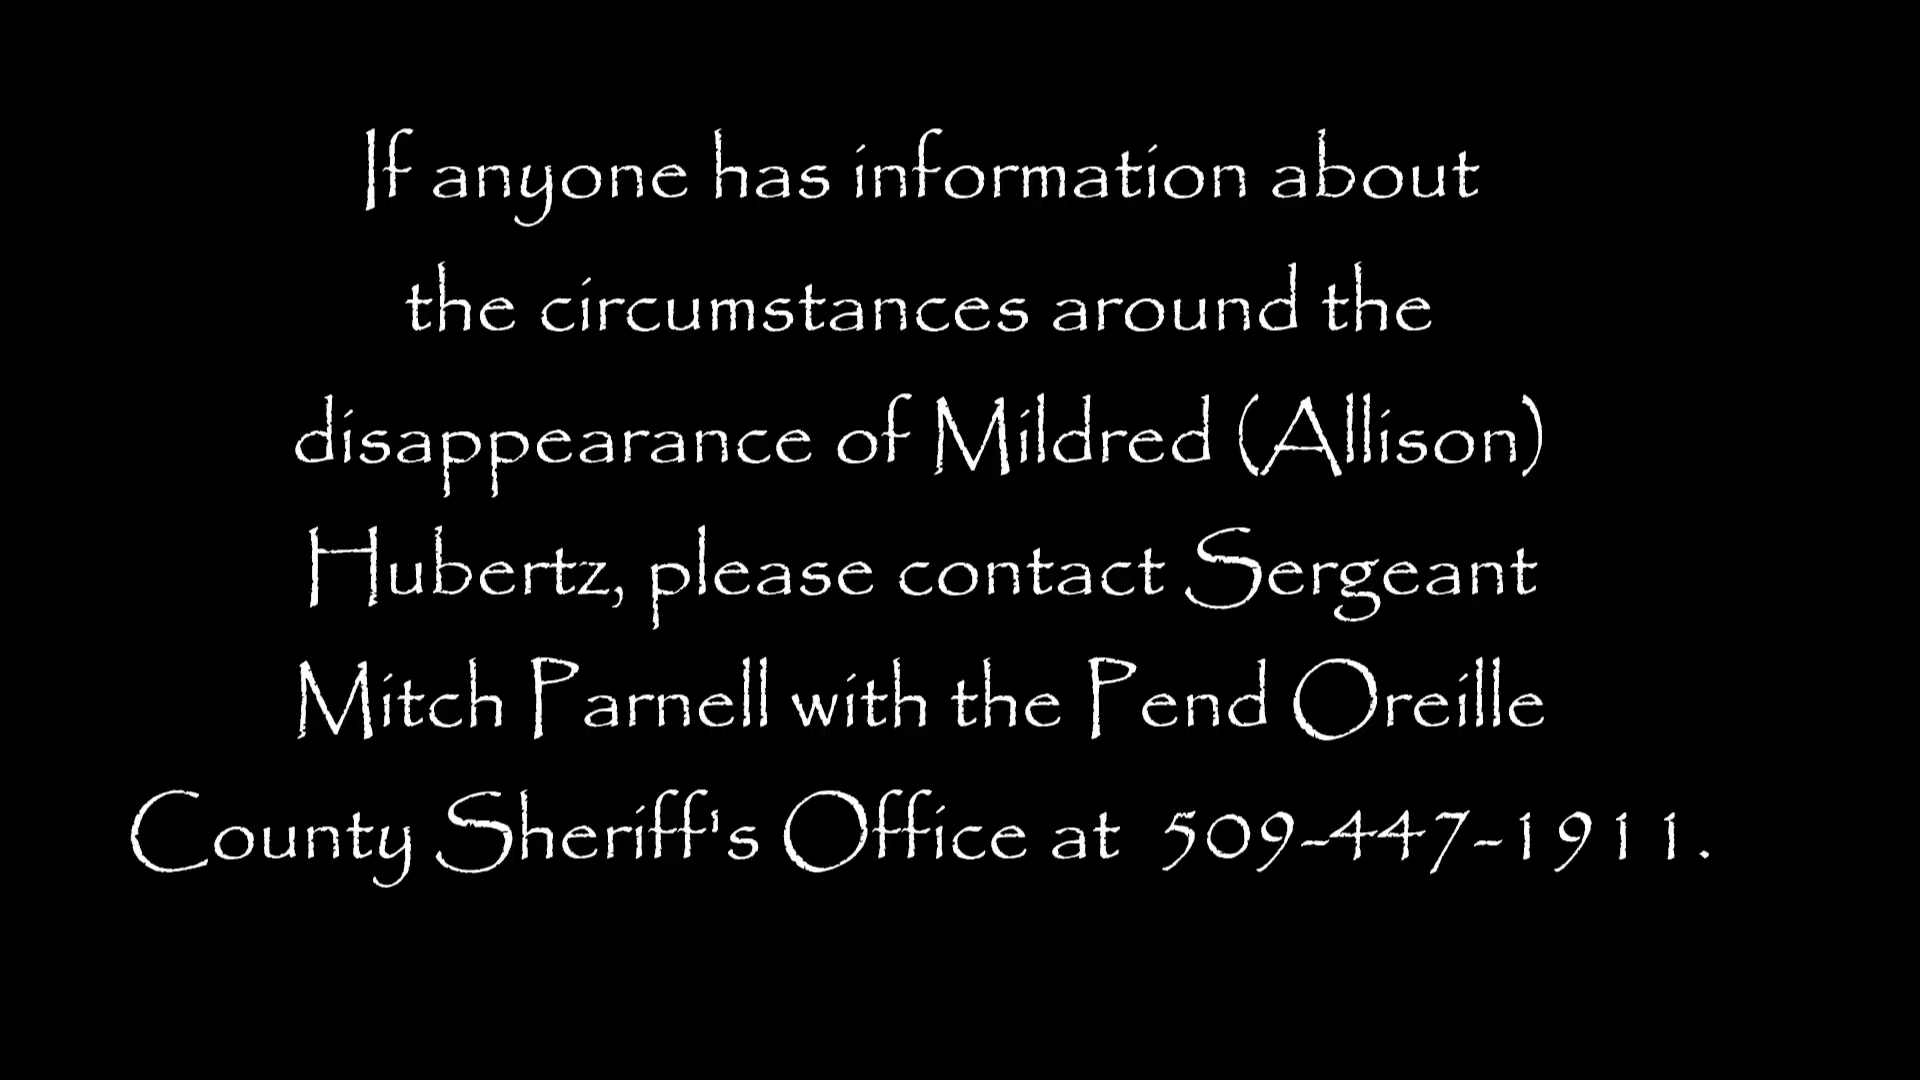 If anyone has information about
the circumstances around the
disappearance of Mildred (Allison)
Hubertz, please contact Sergeant
Mitch Parnell with the Pend Oreille
County Sheriff's Office at 509-447-1911.